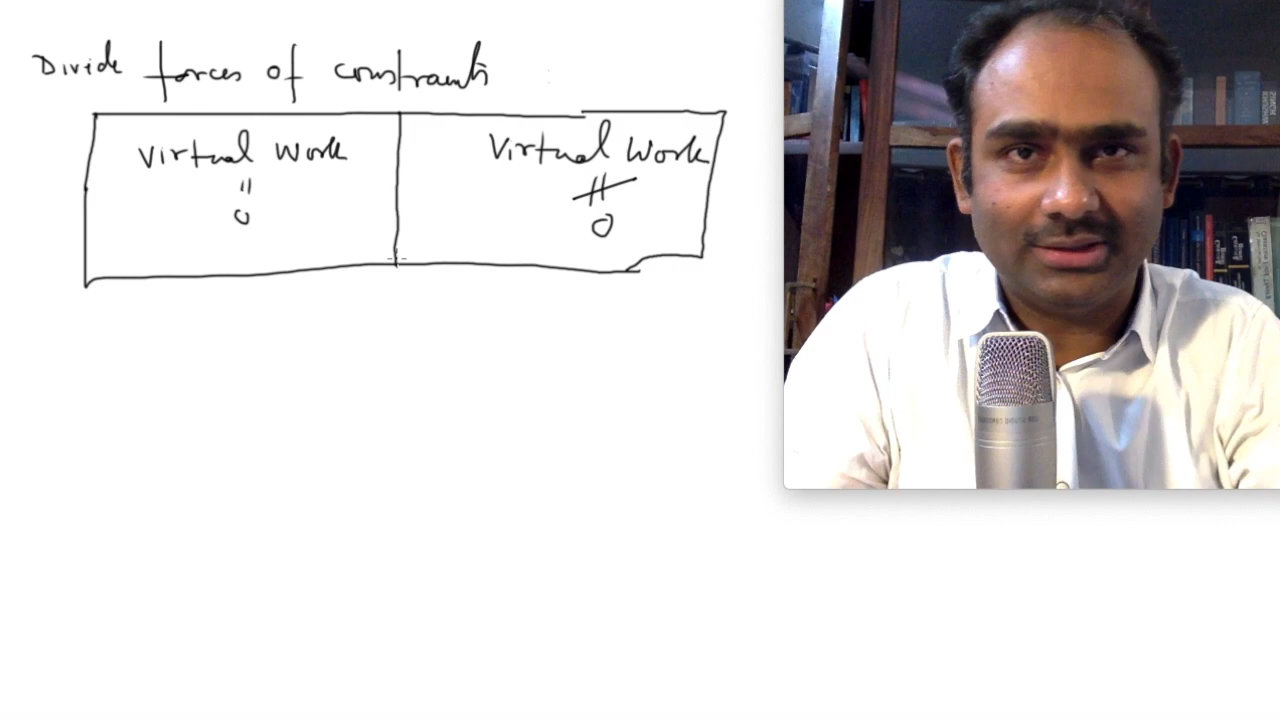 Divide forces of constraints
Virtual Work Virtual Work
= ≠
0 0